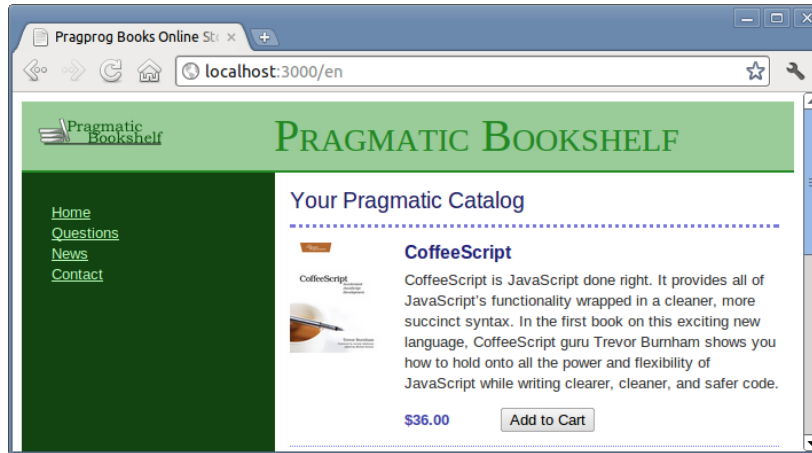 Pragprog Books Online St
localhost:3000/en
Pragmatic
Bookshelf
PRAGMATIC BOOKSHELF
Home
Questions
News
Contact
Your Pragmatic Catalog
CoffeeScript
CoffeeScript
CoffeeScript is JavaScript done right. It provides all of
JavaScript's functionality wrapped in a cleaner, more
succinct syntax. In the first book on this exciting new
language, CoffeeScript guru Trevor Burnham shows you
how to hold onto all the power and flexibility of
JavaScript while writing clearer, cleaner, and safer code.
Trevor Burnham
$36.00
Add to Cart